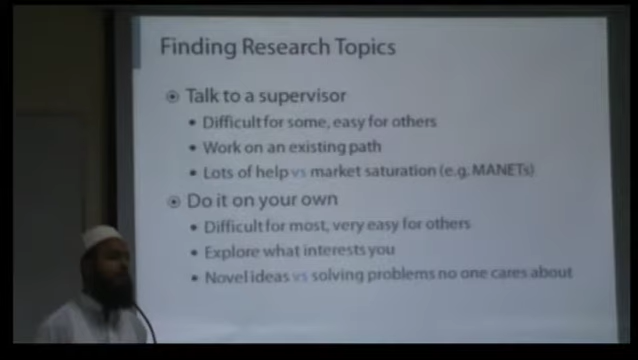 Finding Research Topics
Talk to a supervisor
Difficult for some, easy for others
Work on an existing path
Lots of help vs market saturation (e.g. MANETs)
Do it on your own
Difficult for most, very easy for others
Explore what interests you
Novel ideas vs solving problems no one cares about